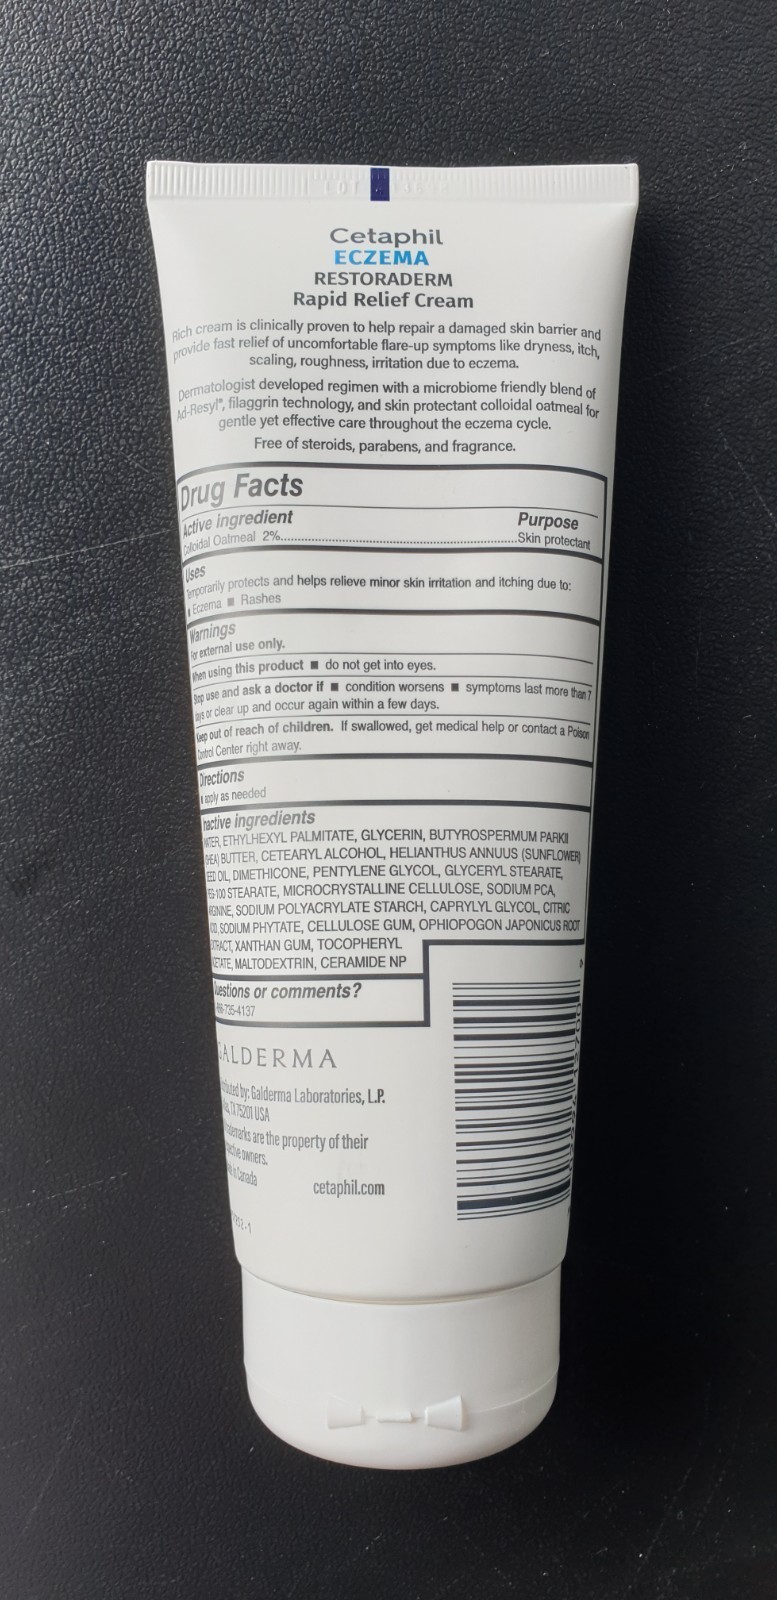 LOT
Cetaphil
ECZEMA
RESTORADERM
Rapid Relief Cream
Rich cream is clinically proven to help repair a damaged skin barrier and
provide fast relief of uncomfortable flare-up symptoms like dryness, itch,
scaling, roughness, irritation due to eczema.
Dermatologist developed regimen with a microbiome friendly blend of
Ad-Resyl®, filaggrin technology, and skin protectant colloidal oatmeal for
gentle yet effective care throughout the eczema cycle.
Free of steroids, parabens, and fragrance.
Drug Facts
Active ingredient Purpose
Colloidal Oatmeal 2%..........Skin protectant
Uses
Temporarily protects and helps relieve minor skin irritation and itching due to:
■ Eczema ■ Rashes
Warnings
For external use only.
When using this product ■ do not get into eyes.
Stop use and ask a doctor if ■ condition worsens ■ symptoms last more than 7
days or clear up and occur again within a few days.
Keep out of reach of children. If swallowed, get medical help or contact a Poison
Control Center right away.
Directions
■ apply as needed
Inactive ingredients
WATER, ETHYLHEXYL PALMITATE, GLYCERIN, BUTYROSPERMUM PARKII
(SHEA) BUTTER, CETEARYL ALCOHOL, HELIANTHUS ANNUUS (SUNFLOWER)
SEED OIL, DIMETHICONE, PENTYLENE GLYCOL, GLYCERYL STEARATE,
PEG-100 STEARATE, MICROCRYSTALLINE CELLULOSE, SODIUM PCA,
ARGININE, SODIUM POLYACRYLATE STARCH, CAPRYLYL GLYCOL, CITRIC
ACID, SODIUM PHYTATE, CELLULOSE GUM, OPHIOPOGON JAPONICUS ROOT
EXTRACT, XANTHAN GUM, TOCOPHERYL
ACETATE, MALTODEXTRIN, CERAMIDE NP
Questions or comments?
735-4137
GALDERMA
by: Galderma Laboratories, L.P.
TX 75201 USA
trademarks are the property of their
owners.
in Canada
cetaphil.com